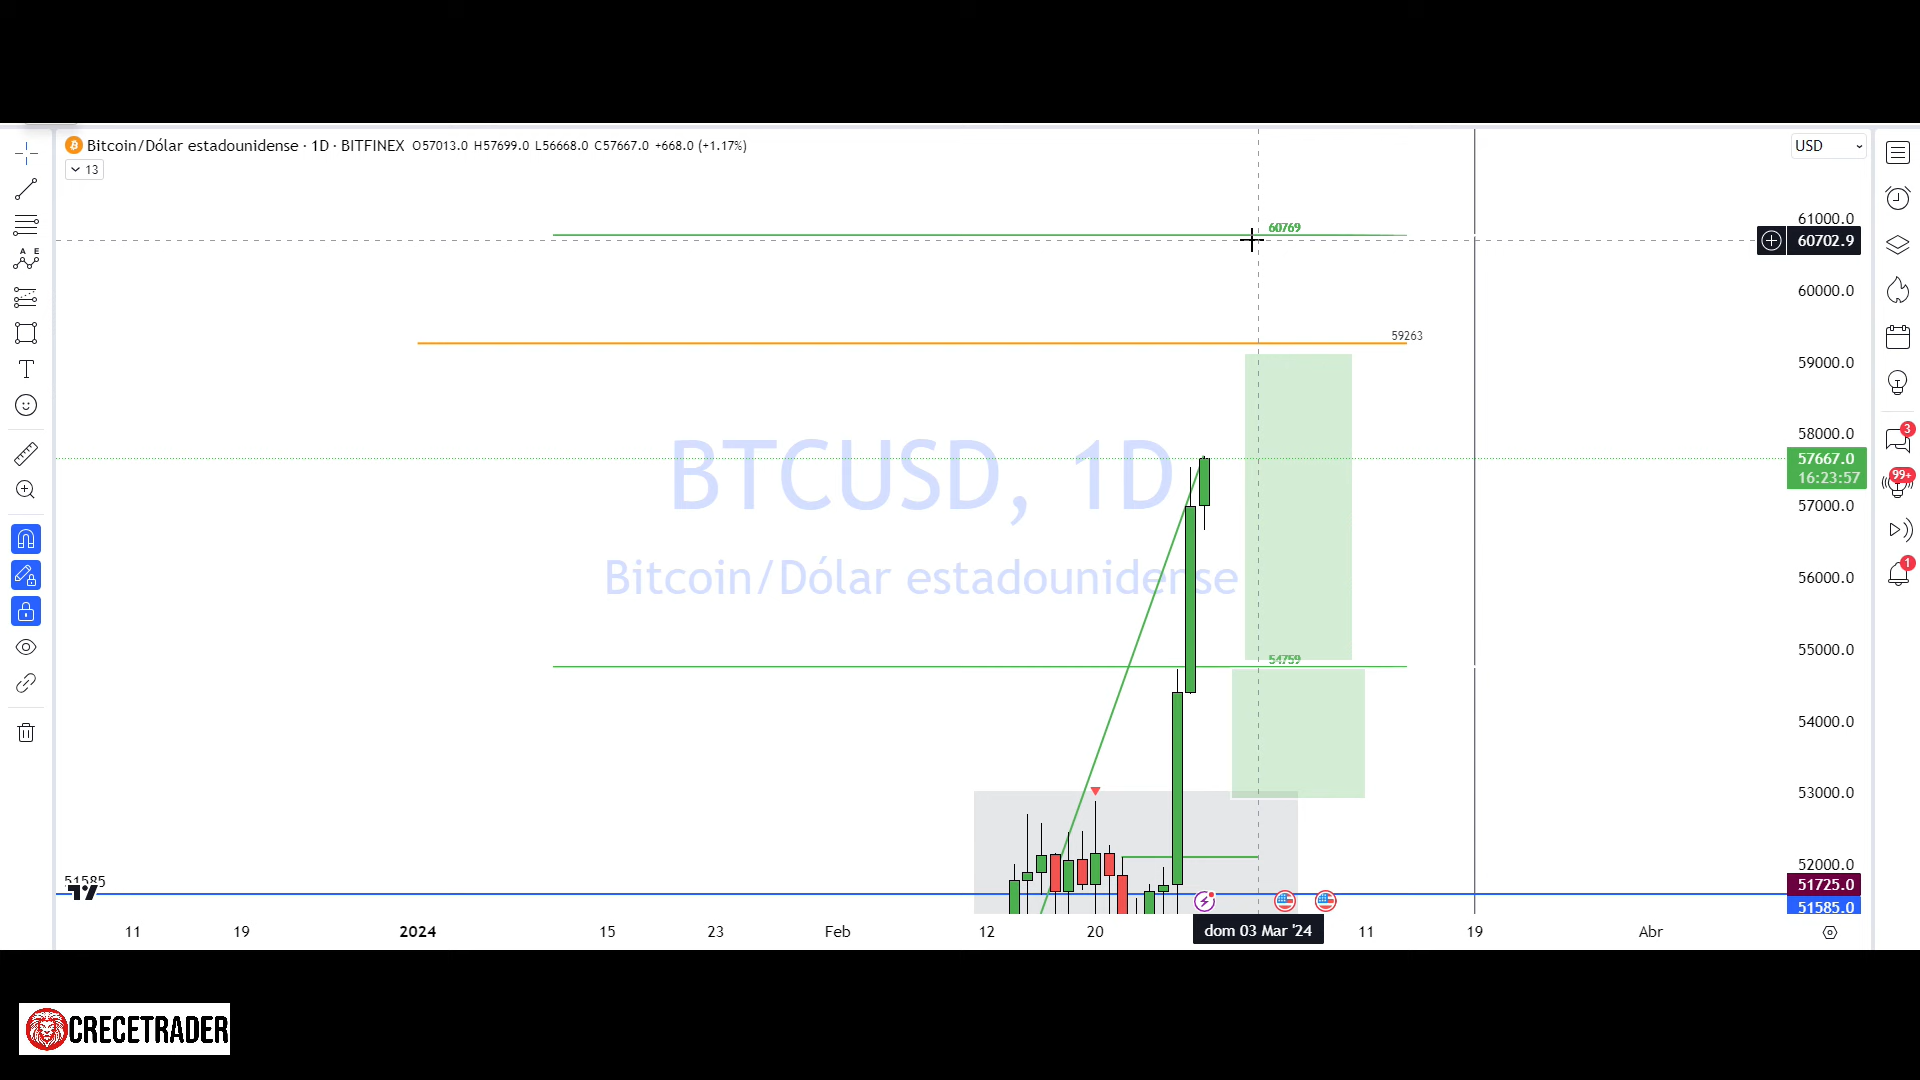 Bitcoin/Dólar estadounidense · 1D · BITFINEX O57013.0 H57699.0 L56668.0 C57667.0 +668.0 (+1.17%)
USD
13
61000.0
60769
60702.9
60000.0
59263
59000.0
58000.0
57667.0
16:23:57
57000.0
56000.0
55000.0
54759
54000.0
53000.0
52000.0
51725.0
51585
51585.0
BTCUSD, 1D
Bitcoin/Dólar estadounidense
A E
T
3
99+
1
11 19 2024 15 23 Feb 12 20 dom 03 Mar '24 11 19 Abr
CRECETRADER